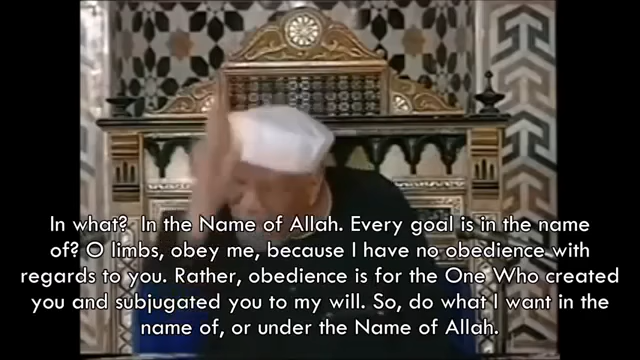 In what?  In the Name of Allah. Every goal is in the name
of? O limbs, obey me, because I have no obedience with
regards to you. Rather, obedience is for the One Who created
you and subjugated you to my will. So, do what I want in the
name of, or under the Name of Allah.